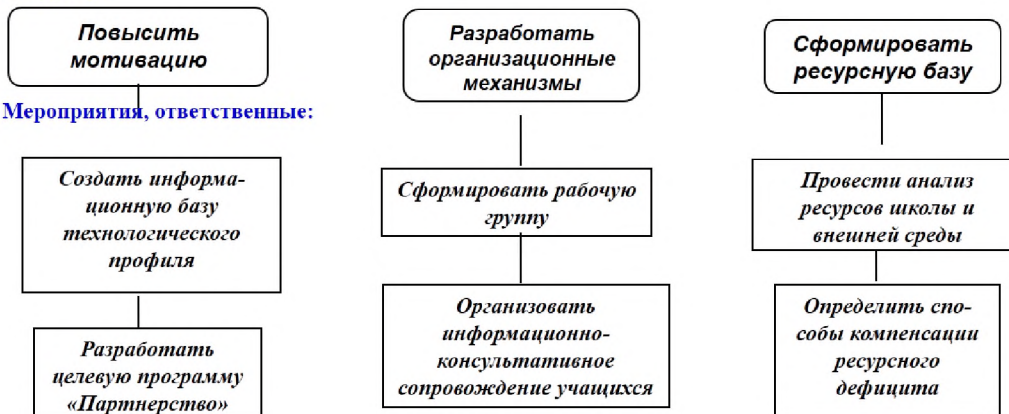 Повысить
мотивацию
Разработать
организационные
механизмы
Сформировать
ресурсную базу
Мероприятия, ответственные:
Создать информа-
ционную базу
технологического
профиля
Сформировать рабочую
группу
Провести анализ
ресурсов школы и
внешней среды
Разработать
целевую программу
«Партнерство»
Организовать
информационно-
консультативное
сопровождение учащихся
Определить спо-
собы компенсации
ресурсного
дефицита